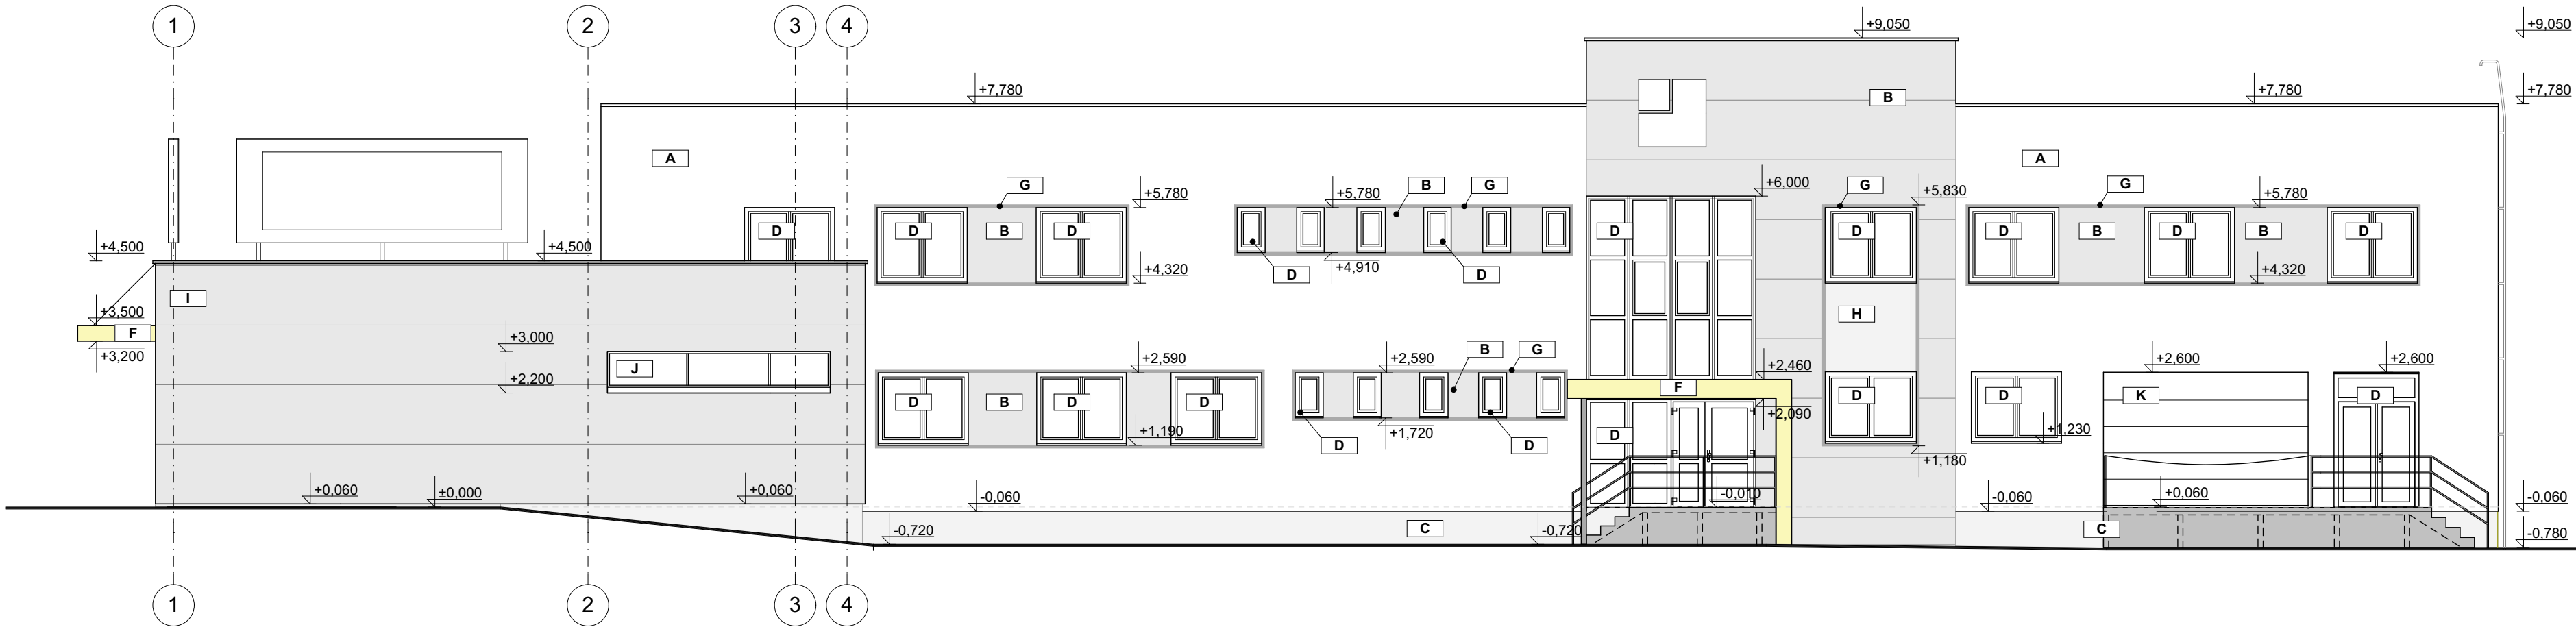 1 2 3 4
+9,050 +9,050
+7,780 +7,780 +7,780
B
A A
G +5,780 +5,780 B G +6,000 G +5,830 G +5,780
D D B D D D D B D B D
+4,500 +4,500
+4,320 D +4,910 D +4,320
I
+3,500
F
+3,200
H
+3,000
J
+2,200
+2,590 +2,590 B G +2,460 +2,600 +2,600
F
D B D D D D K D
+2,090
+1,190 +1,720 D +1,230
D D +1,180
+0,060 ±0,000 +0,060 -0,060 -0,010 -0,060 +0,060 -0,060
-0,720 C -0,720 C -0,780
1 2 3 4